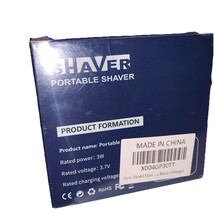 SHAVER
PORTABLE SHAVER
PRODUCT FORMATION
Product name: Portable
Rated power: 3W
Rated voltage: 3.7V
Rated charging voltage
MADE IN CHINA
X004GP30TT